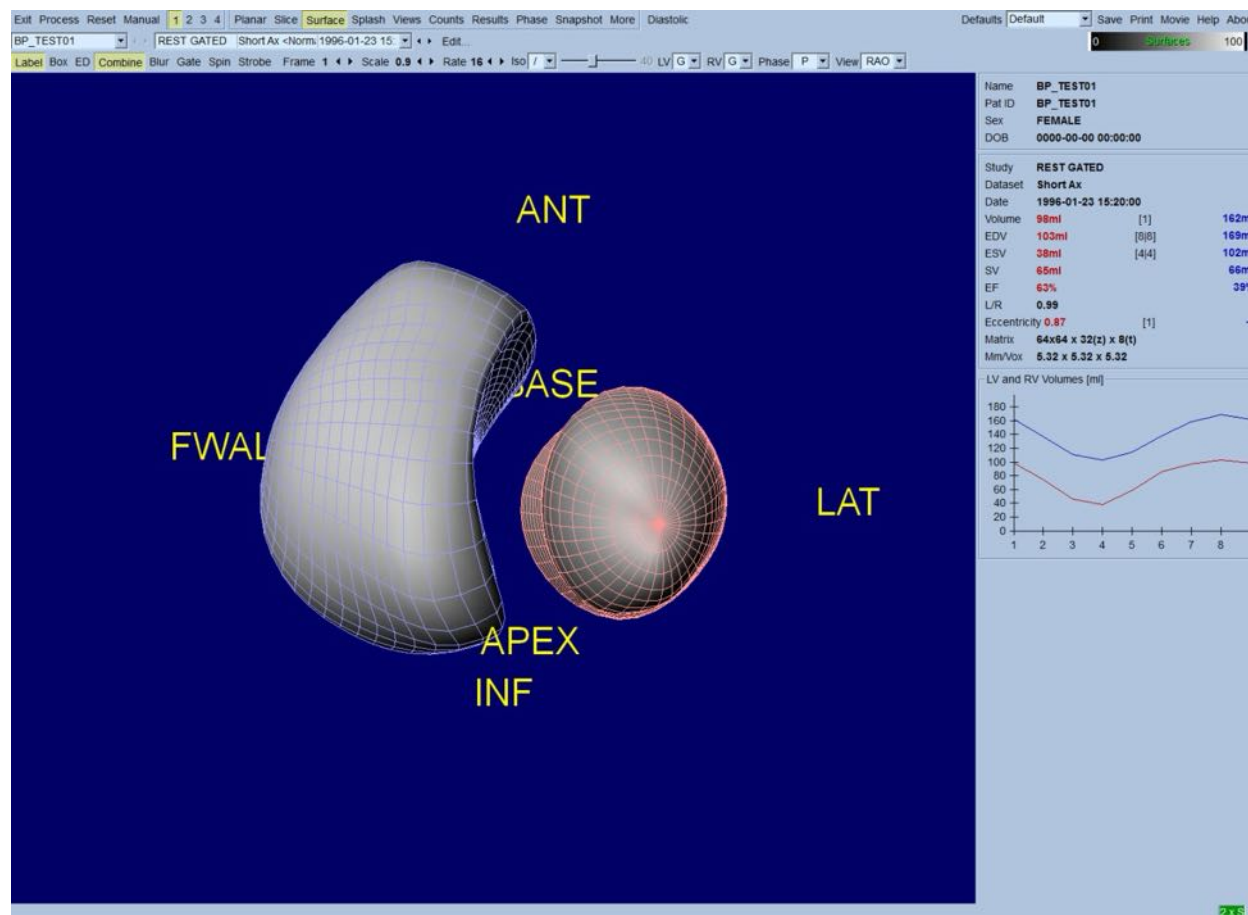 Exit Process Reset Manual 1 2 3 4 Planar Slice Surface Splash Views Counts Results Phase Snapshot More Diastolic Defaults Default Save Print Movie Help Abou
BP_TEST01 REST GATED Short Ax <Norm 1996-01-23 15: Edit... 0 Surfaces 100
Label Box ED Combine Blur Gate Spin Strobe Frame 1 Scale 0.9 Rate 16 Iso / 40 LV G RV G Phase P View RAO
Name BP_TEST01
Pat ID BP_TEST01
Sex FEMALE
DOB 0000-00-00 00:00:00
Study REST GATED
Dataset Short Ax
Date 1996-01-23 15:20:00
Volume 98ml [1] 162m
EDV 103ml [8|8] 169m
ESV 38ml [4|4] 102m
SV 65ml 66m
EF 63% 39%
L/R 0.99
Eccentricity 0.87 [1] -
Matrix 64x64 x 32(z) x 8(t)
Mm/Vox 5.32 x 5.32 x 5.32
LV and RV Volumes [ml]
180
160
140
120
100
80
60
40
20
0
1 2 3 4 5 6 7 8
ANT
BASE
FWAL
LAT
APEX
INF
2 x S